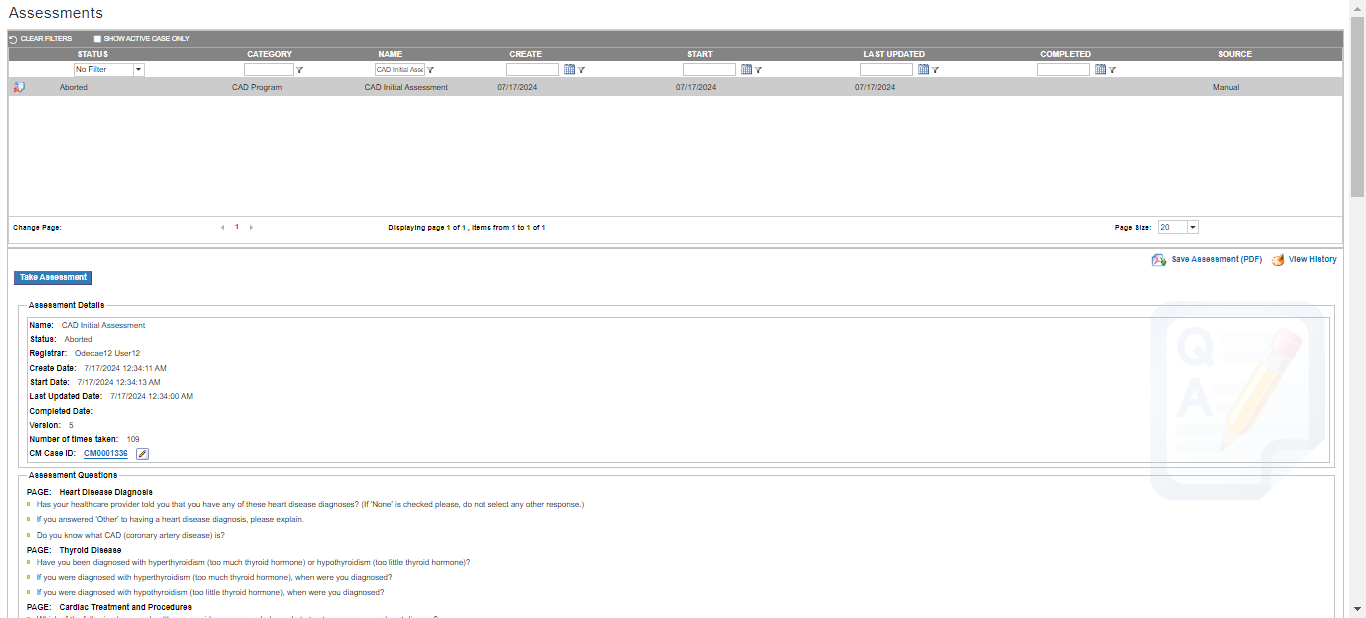 Assessments
CLEAR FILTERS SHOW ACTIVE CASE ONLY
STATUS CATEGORY NAME CREATE START LAST UPDATED COMPLETED SOURCE
No Filter CAD Initial Asse
Aborted CAD Program CAD Initial Assessment 07/17/2024 07/17/2024 07/17/2024 Manual
Change Page: 1 Displaying page 1 of 1 , items from 1 to 1 of 1 Page Size: 20
Save Assessment (PDF) View History
Take Assessment
Assessment Details
Name: CAD Initial Assessment
Status: Aborted
Registrar: Odecae12 User12
Create Date: 7/17/2024 12:34:11 AM
Start Date: 7/17/2024 12:34:13 AM
Last Updated Date: 7/17/2024 12:34:00 AM
Completed Date:
Version: 5
Number of times taken: 109
CM Case ID: CM0001336
Q
A
Assessment Questions
PAGE: Heart Disease Diagnosis
Has your healthcare provider told you that you have any of these heart disease diagnoses? (If 'None' is checked please, do not select any other response.)
If you answered 'Other' to having a heart disease diagnosis, please explain.
Do you know what CAD (coronary artery disease) is?
PAGE: Thyroid Disease
Have you been diagnosed with hyperthyroidism (too much thyroid hormone) or hypothyroidism (too little thyroid hormone)?
If you were diagnosed with hyperthyroidism (too much thyroid hormone), when were you diagnosed?
If you were diagnosed with hypothyroidism (too little thyroid hormone), when were you diagnosed?
PAGE: Cardiac Treatment and Procedures